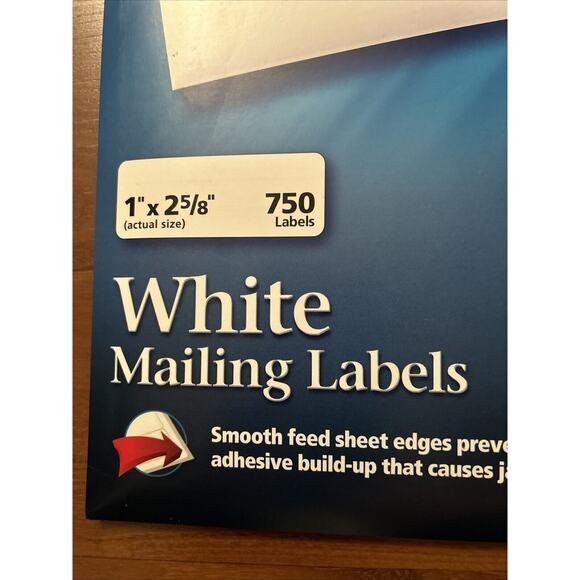 1" x 2 5/8" 750
(actual size) Labels
White
Mailing Labels
Smooth feed sheet edges
adhesive build-up that causes